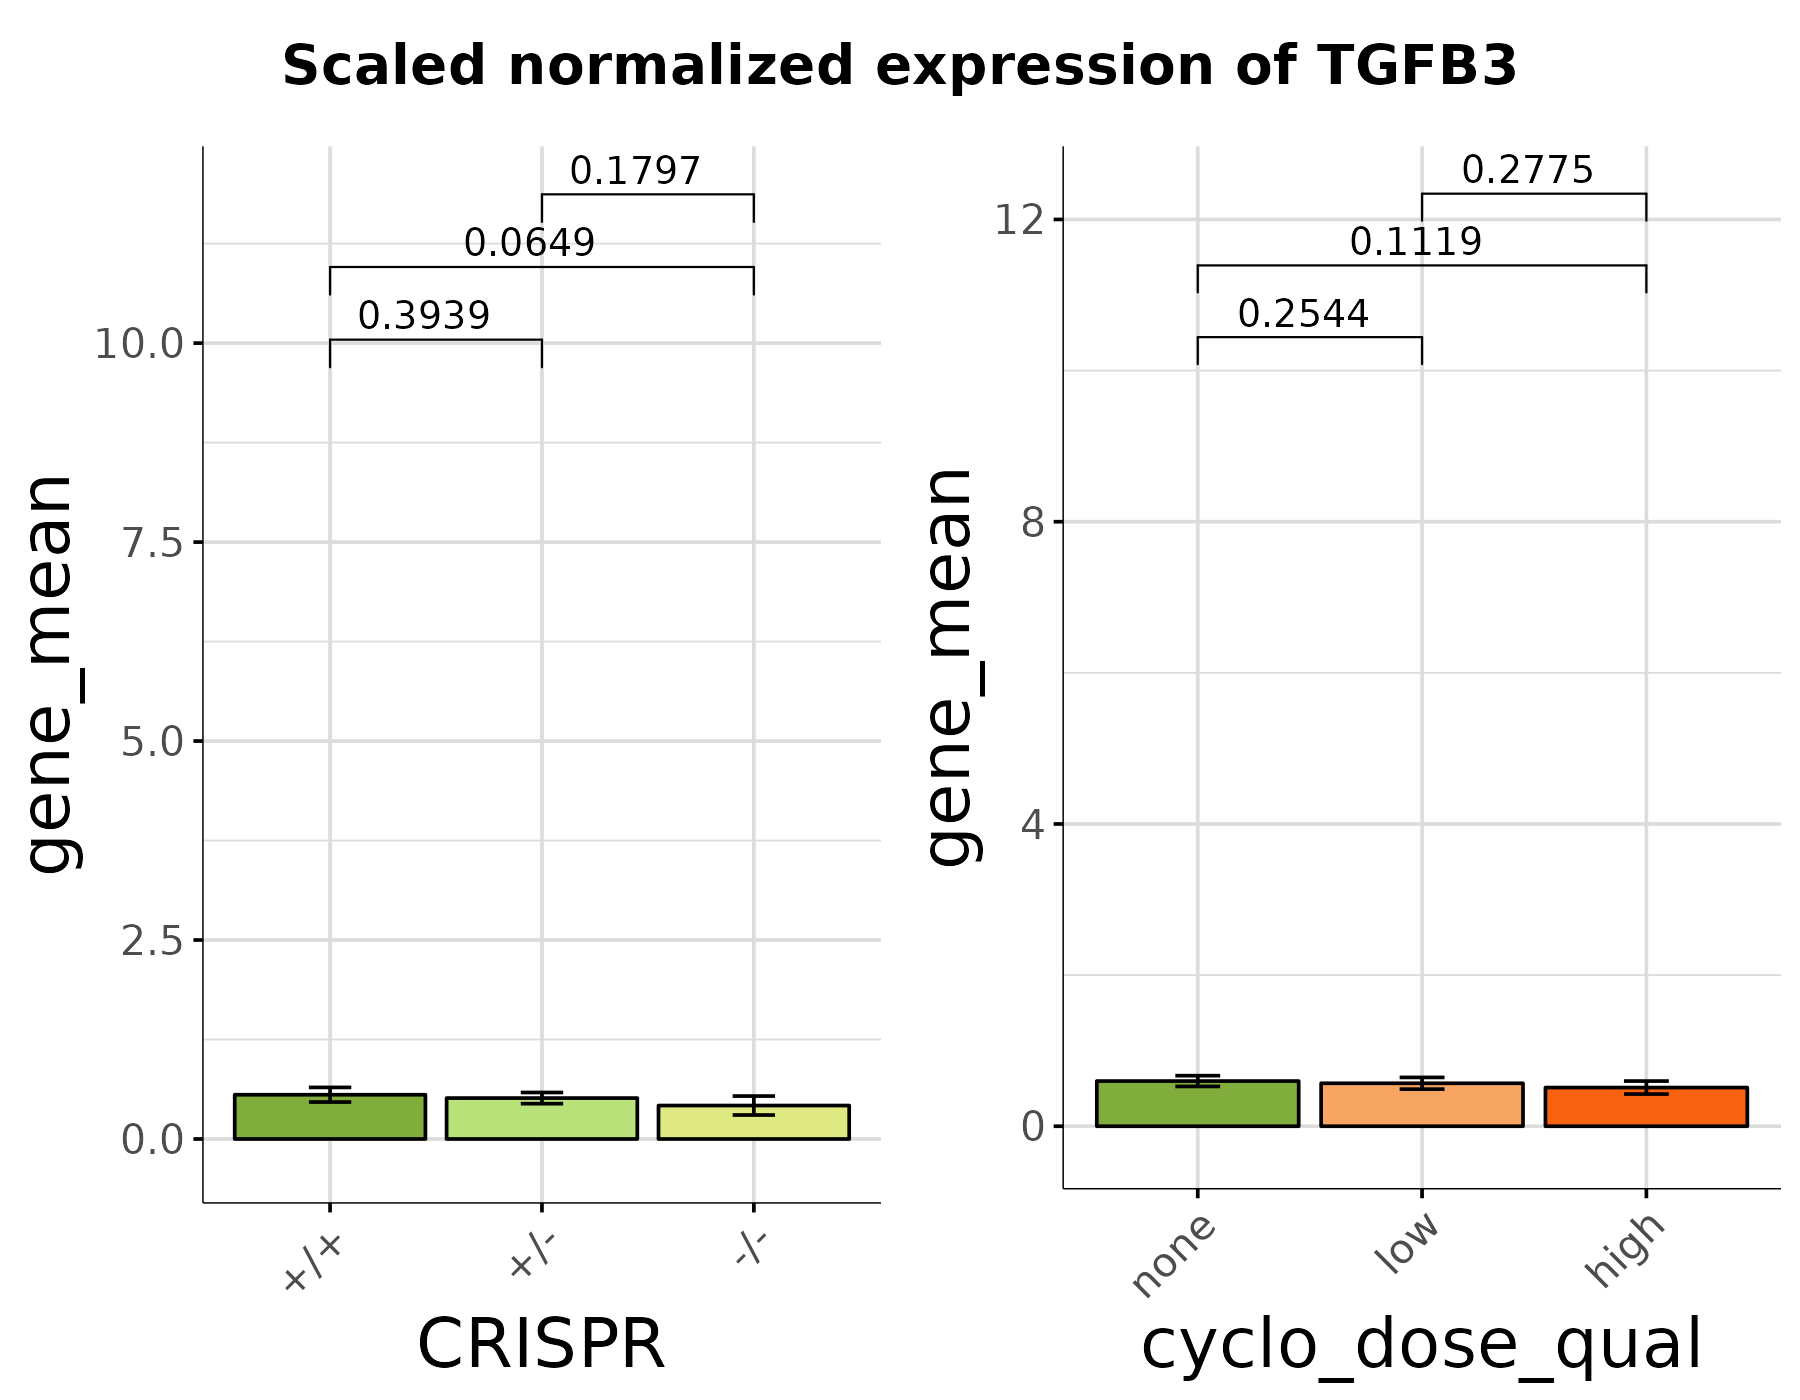 Scaled normalized expression of TGFB3
gene_mean
10.0
7.5
5.0
2.5
0.0
0.1797
0.0649
0.3939
+/+
+/-
-/-
CRISPR
gene_mean
12
8
4
0
0.2775
0.1119
0.2544
none
low
high
cyclo_dose_qual